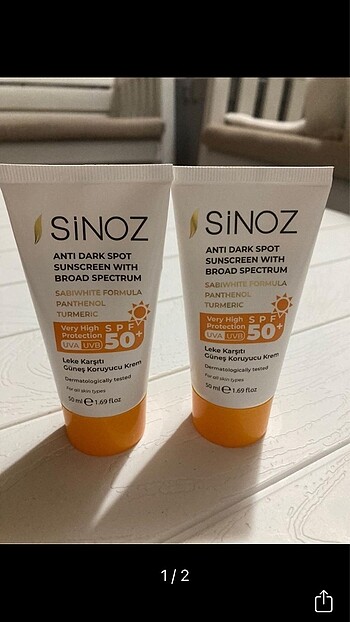 SiNOZ
ANTI DARK SPOT
SUNSCREEN WITH
BROAD SPECTRUM
SABIWHITE FORMULA
PANTHENOL
TURMERIC
Very High
Protection
UVA UVB
SPF
50+
Leke Karşıtı
Güneş Koruyucu Krem
Dermatologically tested
For all skin types
50 ml e 1.69 fl.oz
SiNOZ
ANTI DARK SPOT
SUNSCREEN WITH
BROAD SPECTRUM
SABIWHITE FORMULA
PANTHENOL
TURMERIC
Very High
Protection
UVA UVB
SPF
50+
Leke Karşıtı
Güneş Koruyucu Krem
Dermatologically tested
For all skin types
50 ml e 1.69 fl.oz
1/2